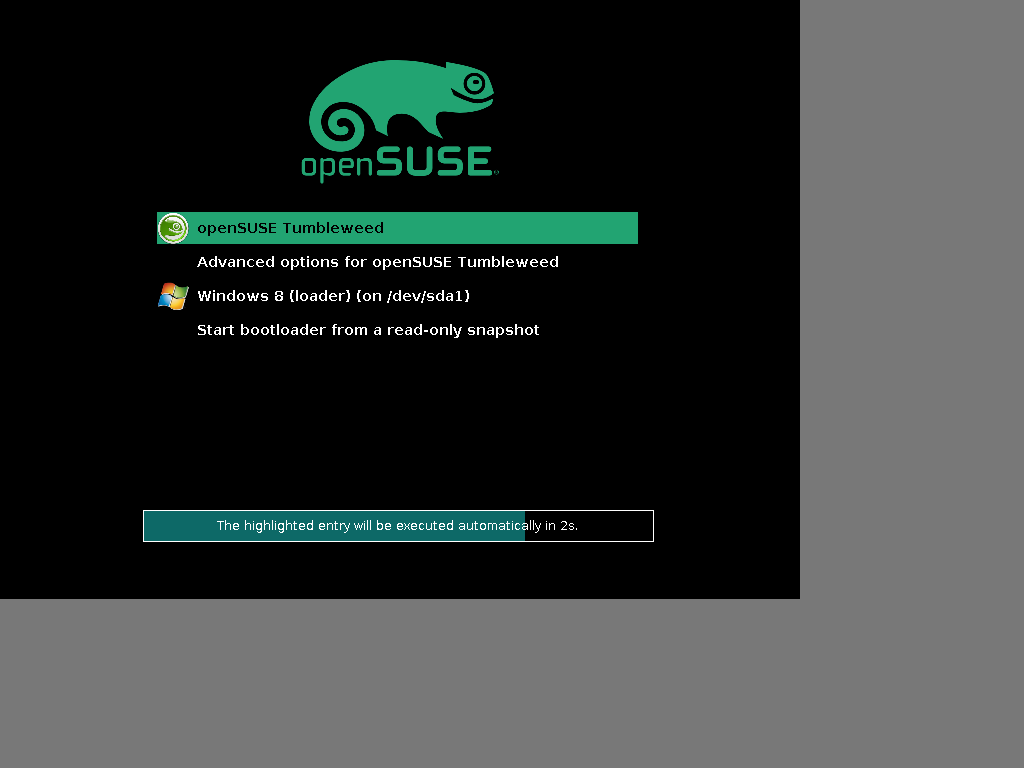 openSUSE
openSUSE Tumbleweed
Advanced options for openSUSE Tumbleweed
Windows 8 (loader) (on /dev/sda1)
Start bootloader from a read-only snapshot
The highlighted entry will be executed automatically in 2s.